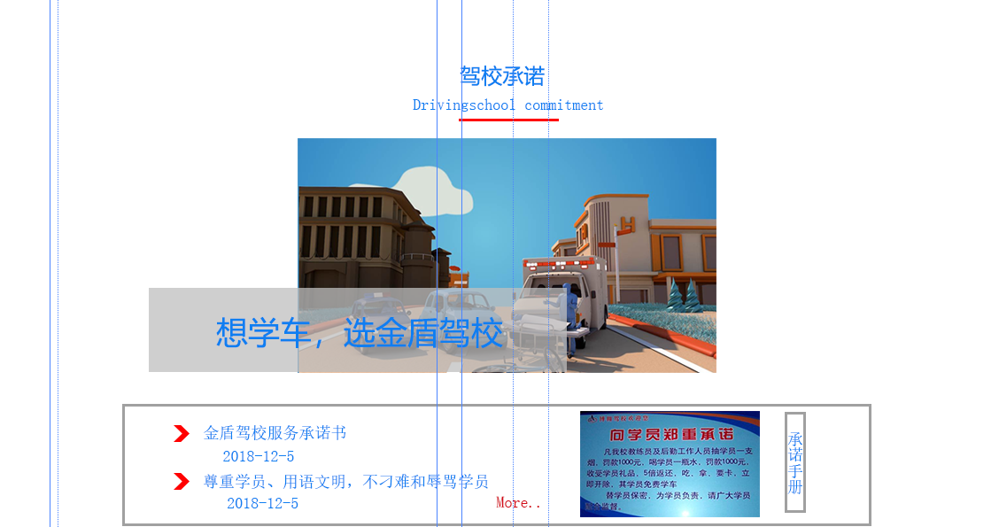 驾校承诺
Drivingschool commitment
想学车，选金盾驾校
金盾驾校服务承诺书
2018-12-5
尊重学员、用语文明，不刁难和辱骂学员
2018-12-5
More..
向学员郑重承诺
凡我校教练员及后勤工作人员抽学员一支
烟，罚款1000元，喝学员一瓶水，罚款1000元，
收受学员礼品，5倍返还，吃、拿、要卡，立
即开除，其学员免费学车
替学员保密，为学员负责，请广大学员
监督。
承诺手册